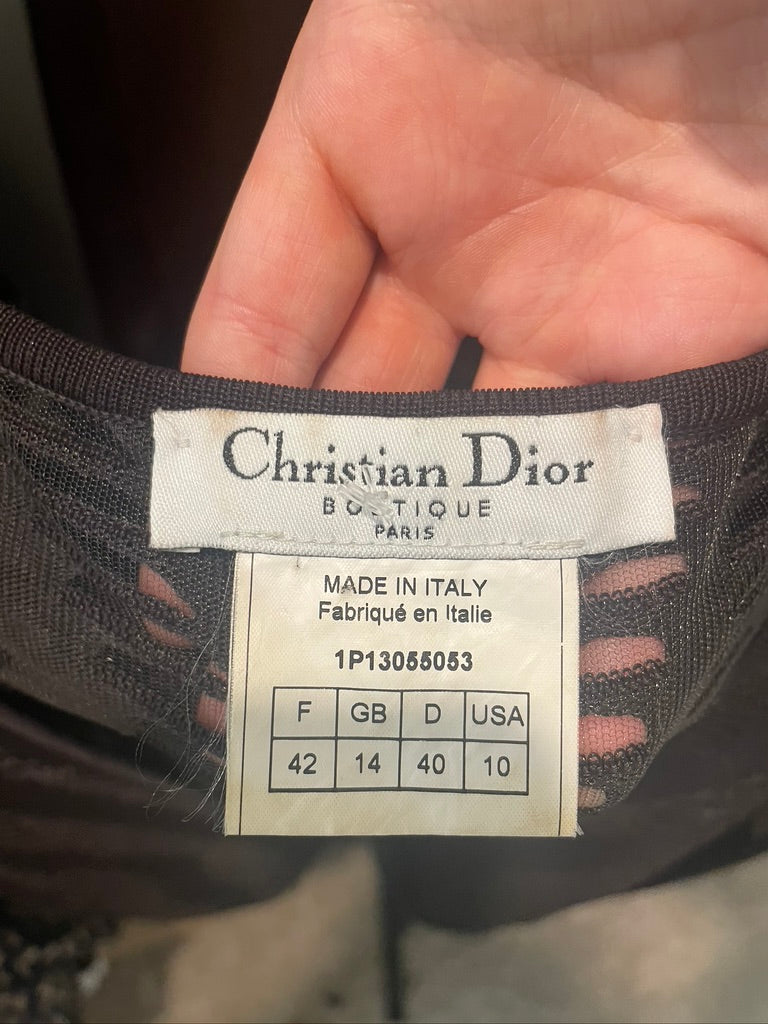 Christian Dior
BOUTIQUE
PARIS
MADE IN ITALY
Fabriqué en Italie
1P13055053
F GB D USA
42 14 40 10